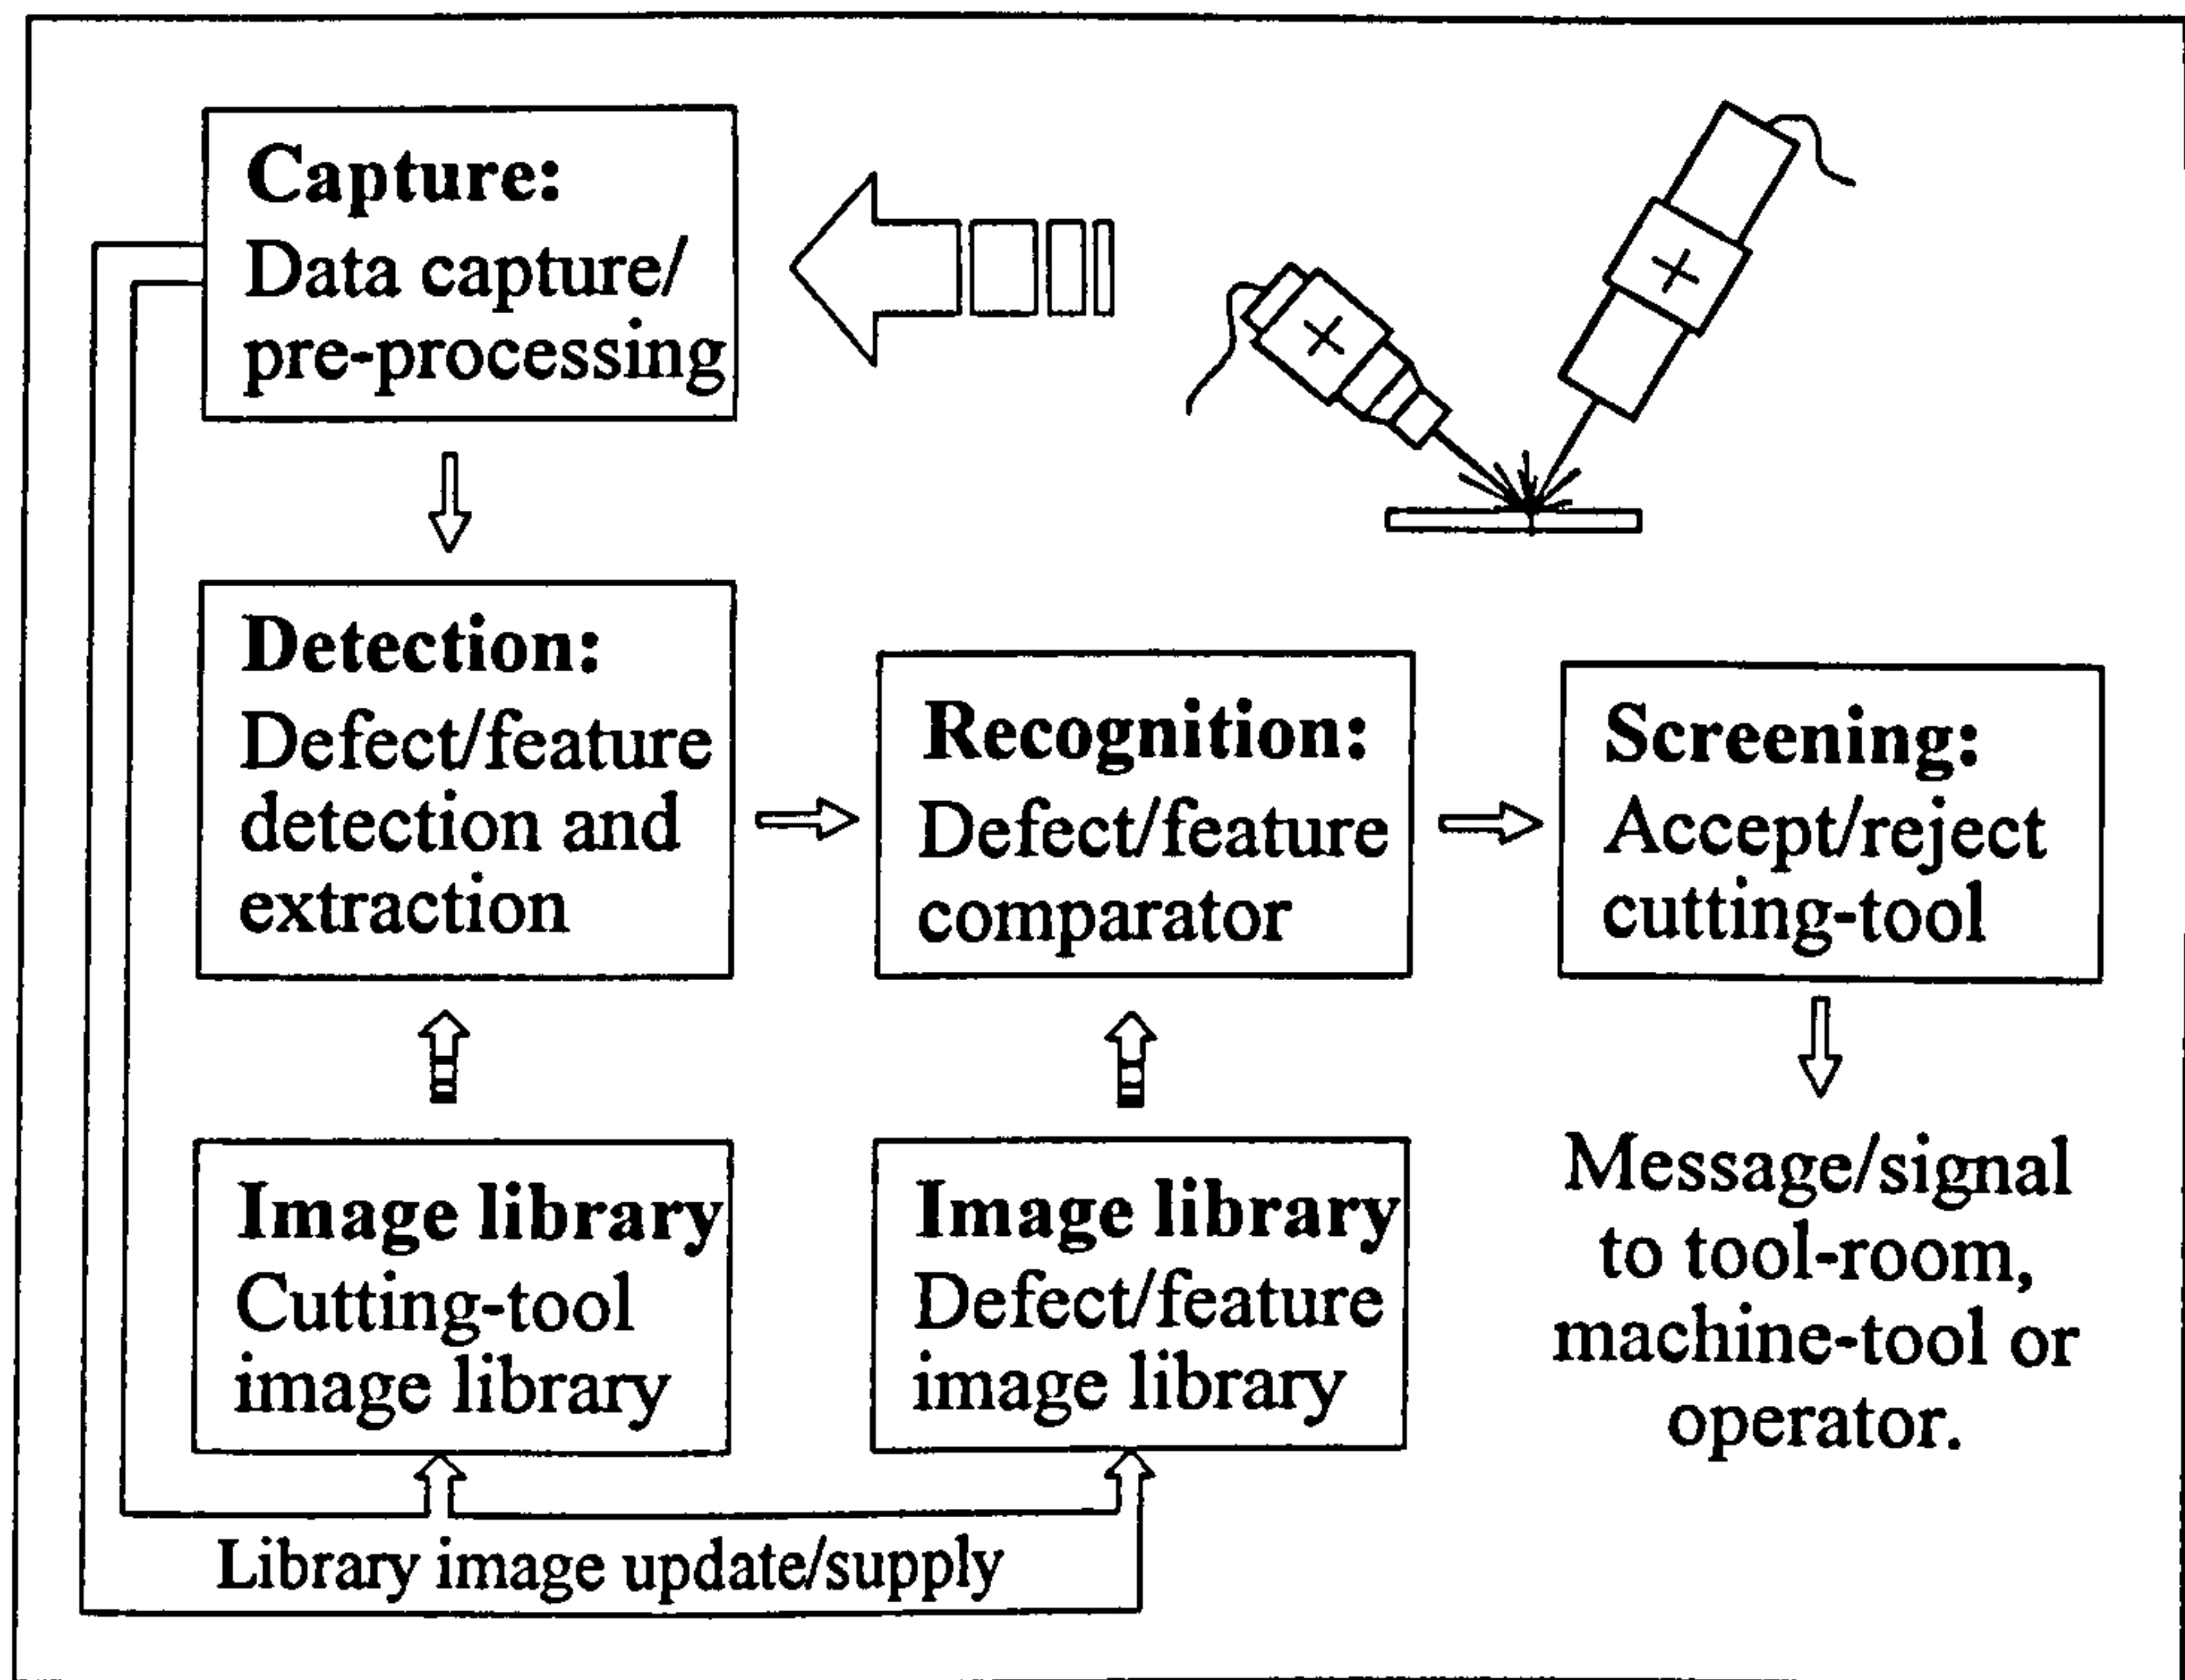 Capture:
Data capture/
pre-processing
Detection:
Defect/feature
detection and
extraction
Recognition:
Defect/feature
comparator
Screening:
Accept/reject
cutting-tool
Image library
Cutting-tool
image library
Image library
Defect/feature
image library
Message/signal
to tool-room,
machine-tool or
operator.
Library image update/supply